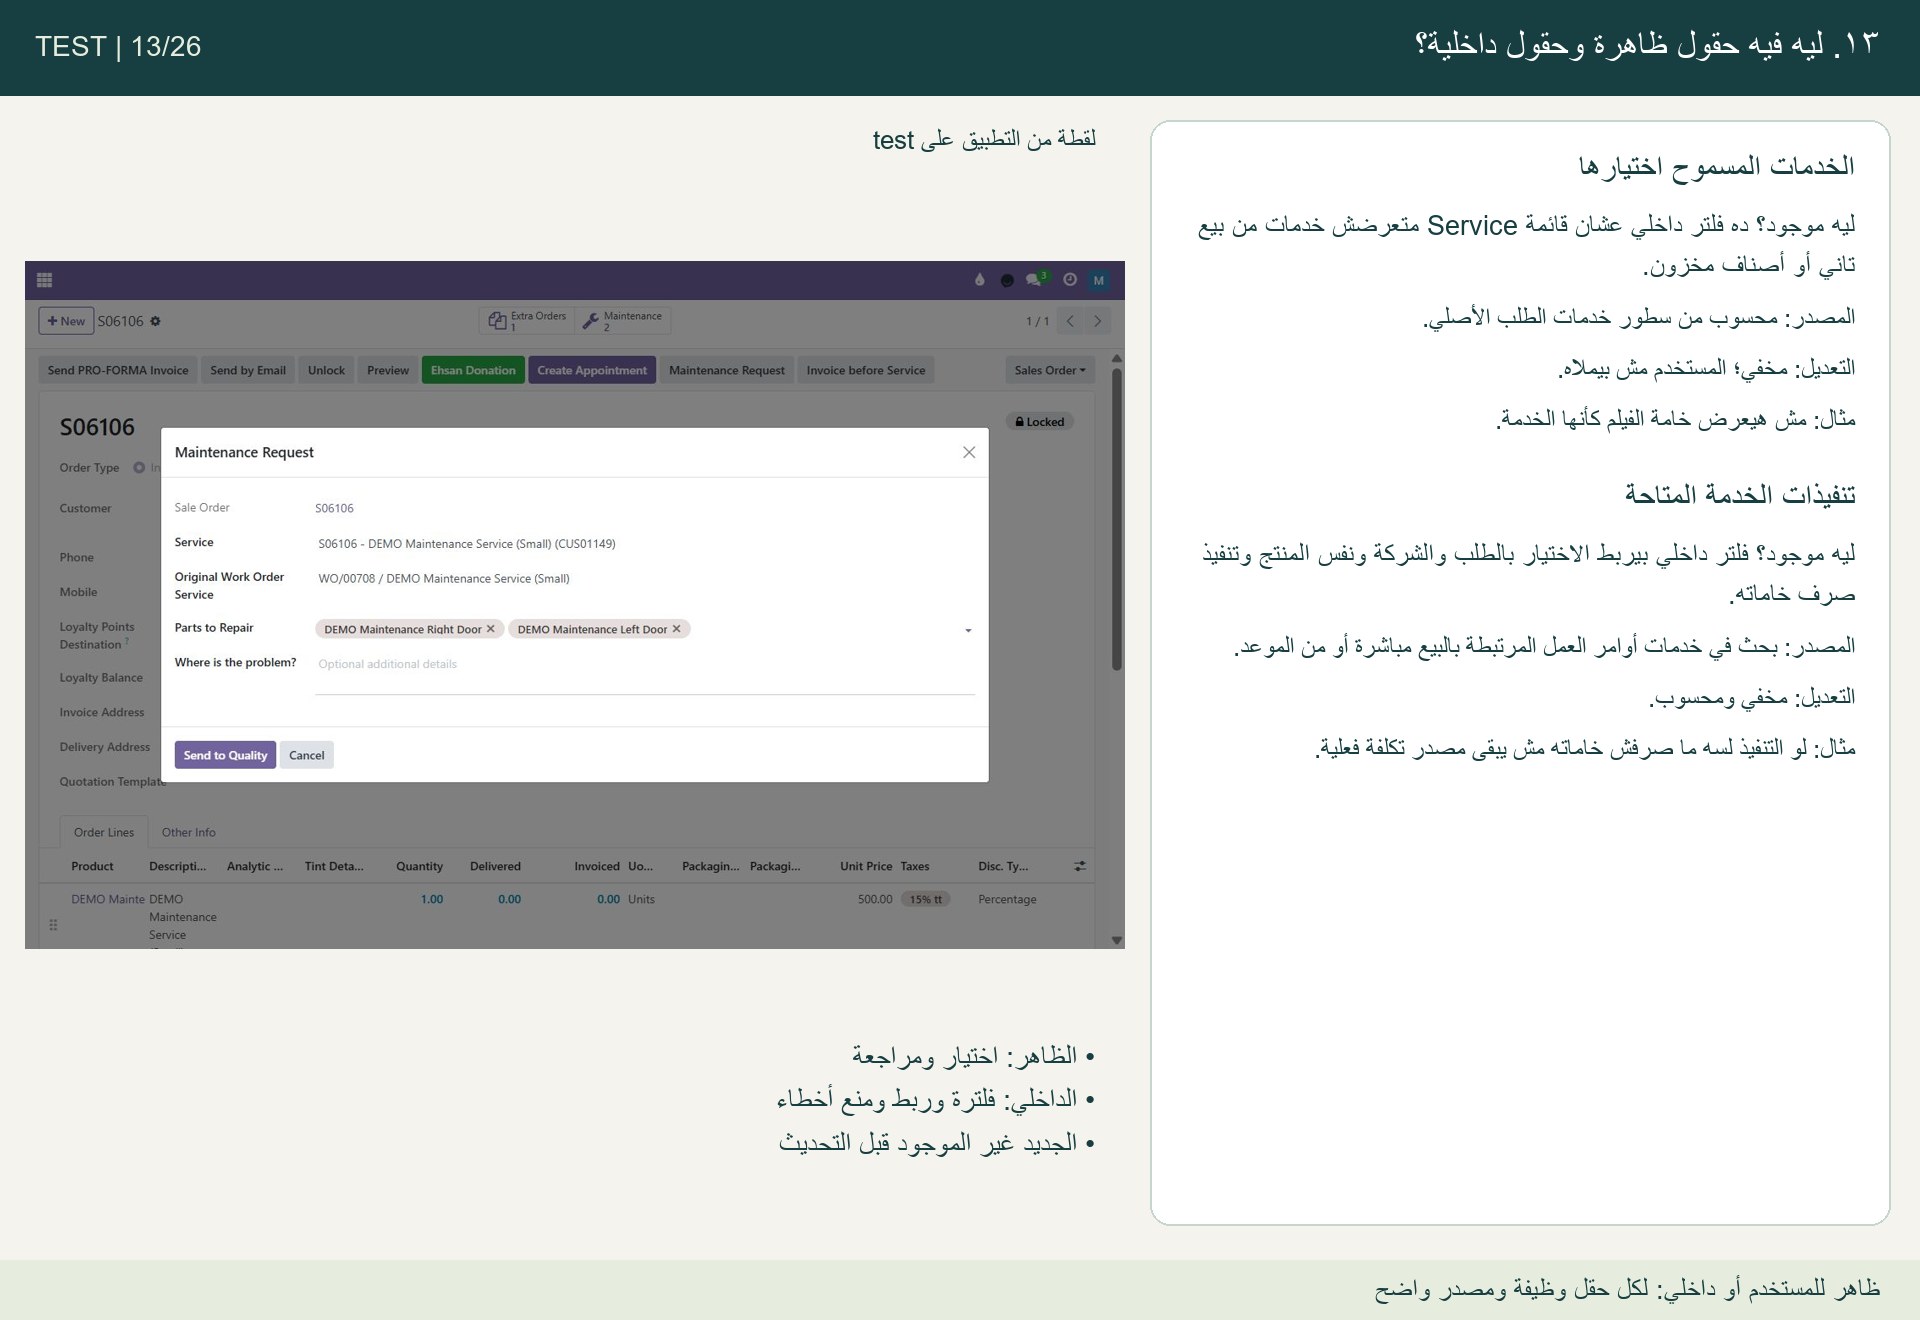 ١٣. ليه فيه حقول ظاهرة وحقول داخلية؟
TEST | 13/26
الخدمات المسموح اختيارها
ليه موجود؟ ده فلتر داخلي عشان قائمة Service متعرضش خدمات من بيع
تاني أو أصناف مخزون.
المصدر: محسوب من سطور خدمات الطلب الأصلي.
التعديل: مخفي؛ المستخدم مش بيملاه.
مثال: مش هيعرض خامة الفيلم كأنها الخدمة.
تنفيذات الخدمة المتاحة
ليه موجود؟ فلتر داخلي بيربط الاختيار بالطلب والشركة ونفس المنتج وتنفيذ
صرف خاماته.
المصدر: بحث في خدمات أوامر العمل المرتبطة بالبيع مباشرة أو من الموعد.
التعديل: مخفي ومحسوب.
مثال: لو التنفيذ لسه ما صرفش خاماته مش يبقى مصدر تكلفة فعلية.
لقطة من التطبيق على test
3
M
+ New S06106
Extra Orders
1
Maintenance
2
1 / 1
Send PRO-FORMA Invoice Send by Email Unlock Preview Ehsan Donation Create Appointment Maintenance Request Invoice before Service Sales Order
S06106
Locked
Order Type In
Customer
Phone
Mobile
Loyalty Points
Destination ?
Loyalty Balance
Invoice Address
Delivery Address
Quotation Template
Maintenance Request
Sale Order S06106
Service S06106 - DEMO Maintenance Service (Small) (CUS01149)
Original Work Order
Service
WO/00708 / DEMO Maintenance Service (Small)
Parts to Repair DEMO Maintenance Right Door × DEMO Maintenance Left Door ×
Where is the problem? Optional additional details
Send to Quality Cancel
Order Lines Other Info
Product Descripti... Analytic ... Tint Deta... Quantity Delivered Invoiced Uo... Packagin... Packagi... Unit Price Taxes Disc. Ty...
DEMO Mainte DEMO 1.00 0.00 0.00 Units 500.00 15% tt Percentage
Maintenance
Service
• الظاهر: اختيار ومراجعة
• الداخلي: فلترة وربط ومنع أخطاء
• الجديد غير الموجود قبل التحديث
ظاهر للمستخدم أو داخلي: لكل حقل وظيفة ومصدر واضح